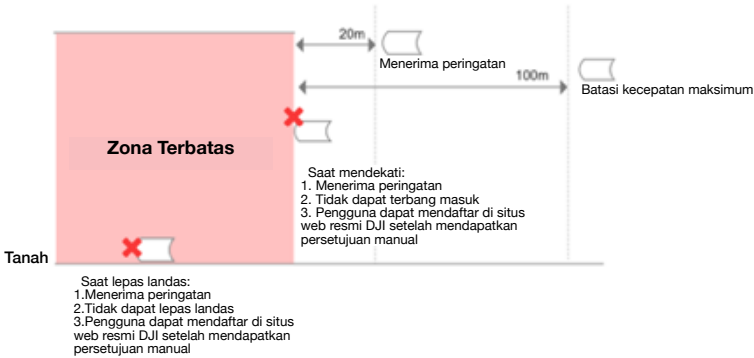 20m
Menerima peringatan
100m
Batasi kecepatan maksimum
Zona Terbatas
Saat mendekati:
1. Menerima peringatan
2. Tidak dapat terbang masuk
3. Pengguna dapat mendaftar di situs
web resmi DJI setelah mendapatkan
persetujuan manual
Tanah
Saat lepas landas:
1.Menerima peringatan
2.Tidak dapat lepas landas
3.Pengguna dapat mendaftar di situs
web resmi DJI setelah mendapatkan
persetujuan manual